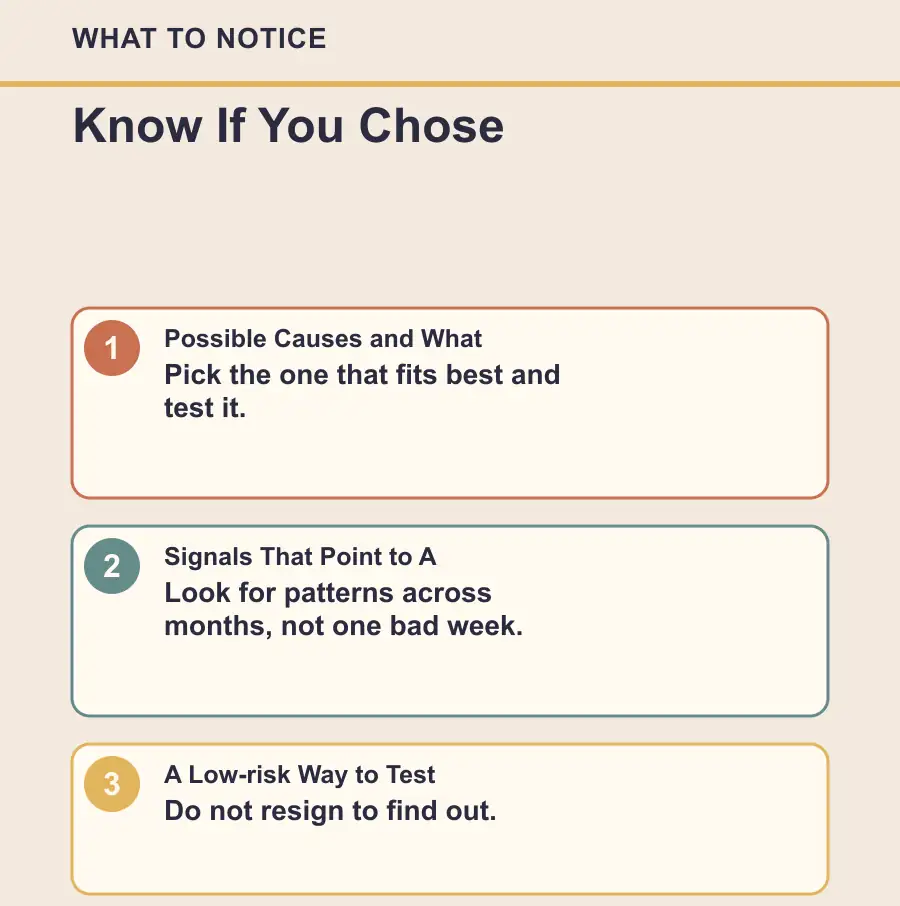 WHAT TO NOTICE
Know If You Chose
1
Possible Causes and What
Pick the one that fits best and
test it.
2
Signals That Point to A
Look for patterns across
months, not one bad week.
3
A Low-risk Way to Test
Do not resign to find out.